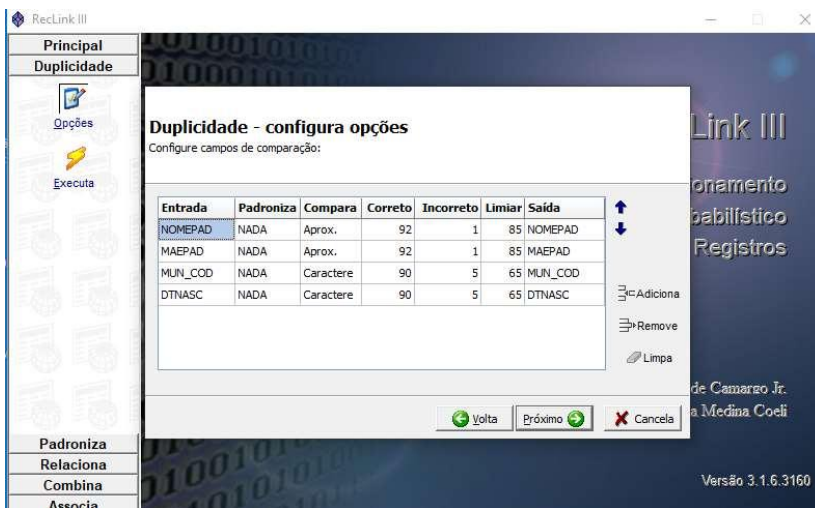 RecLink III
Principal
Duplicidade
Opções
Executa
Padroniza
Relaciona
Combina
Associa
Duplicidade - configura opções
Configure campos de comparação:
Entrada Padroniza Compara Correto Incorreto Limiar Saída
NOMEPAD NADA Aprox. 92 1 85 NOMEPAD
MAEPAD NADA Aprox. 92 1 85 MAEPAD
MUN_COD NADA Caractere 90 5 65 MUN_COD
DTNASC NADA Caractere 90 5 65 DTNASC
Adiciona
Remove
Limpa
Volta Próximo Cancela
Link III
onamento
babilístico
Registros
de Camargo Jr.
a Medina Coeli
Versão 3.1.6.3160